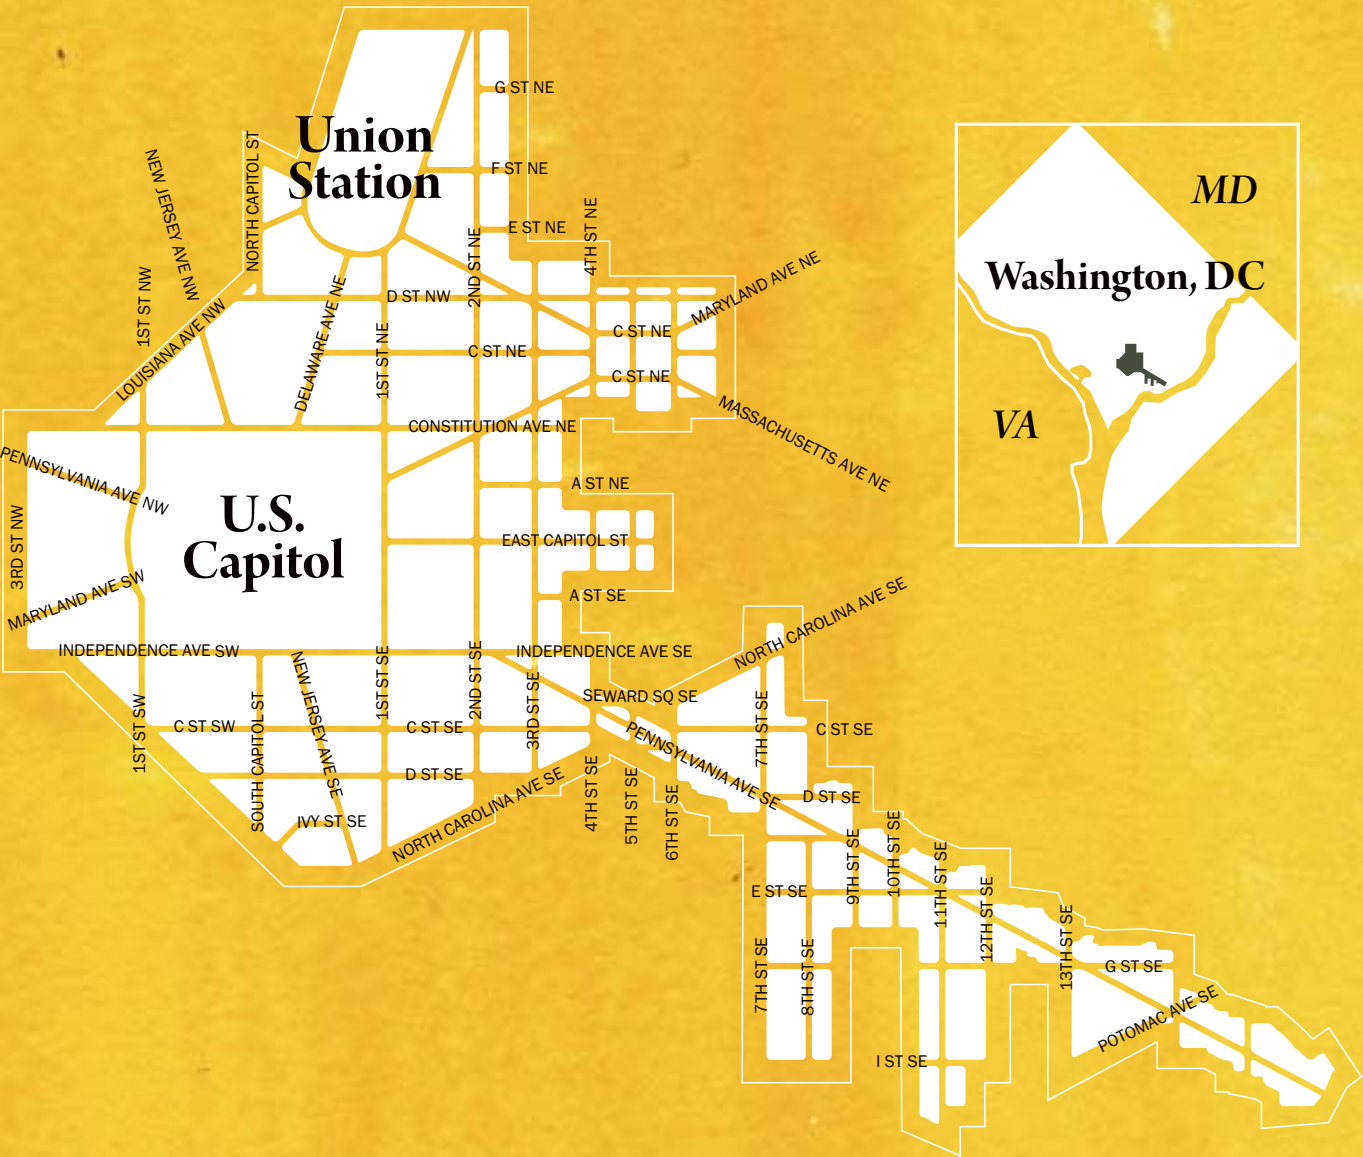 G ST NE
Union
Station
F ST NE
NORTH CAPITOL ST
NEW JERSEY AVE NW
E ST NE
4TH ST NE
2ND ST NE
MARYLAND AVE NE
1ST ST NW
LOUISIANA AVE NW
DELAWARE AVE NE
D ST NW
1ST ST NE
C ST NE
C ST NE
C ST NE
CONSTITUTION AVE NE
MASSACHUSETTS AVE NE
PENNSYLVANIA AVE NW
A ST NE
3RD ST NW
U.S.
Capitol
EAST CAPITOL ST
MARYLAND AVE SW
A ST SE
INDEPENDENCE AVE SW
INDEPENDENCE AVE SE
NORTH CAROLINA AVE SE
1ST ST SW
C ST SW
SOUTH CAPITOL ST
NEW JERSEY AVE SE
1ST ST SE
2ND ST SE
3RD ST SE
SEWARD SQ SE
C ST SE
PENNSYLVANIA AVE SE
7TH ST SE
C ST SE
D ST SE
D ST SE
IVY ST SE
NORTH CAROLINA AVE SE
4TH ST SE
5TH ST SE
6TH ST SE
9TH ST SE
10TH ST SE
11TH ST SE
12TH ST SE
13TH ST SE
E ST SE
7TH ST SE
8TH ST SE
G ST SE
POTOMAC AVE SE
I ST SE
MD
Washington, DC
VA